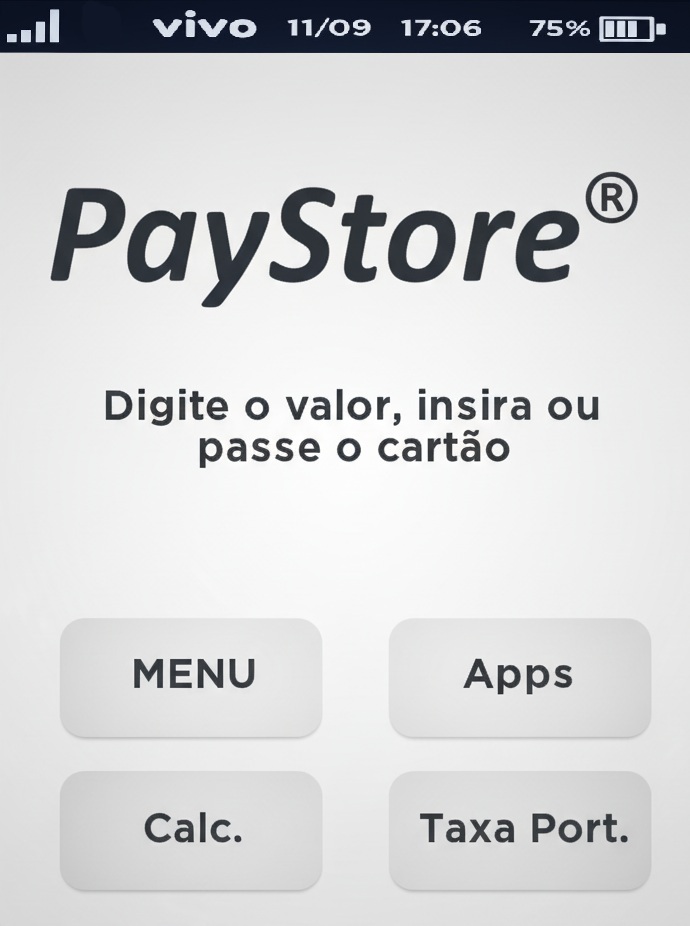 vivo 11/09 17:06 75%
PayStore®
Digite o valor, insira ou
passe o cartão
MENU Apps
Calc. Taxa Port.